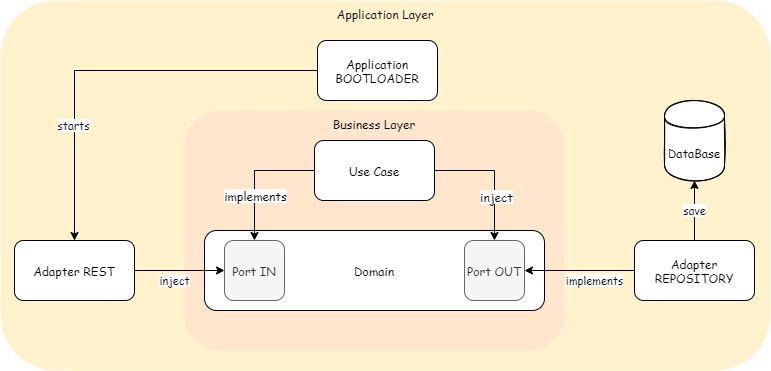 Application Layer
Application
BOOTLOADER
starts
Business Layer
Use Case
DataBase
implements
inject
save
Adapter REST
Port IN
Domain
Port OUT
Adapter
REPOSITORY
inject
implements